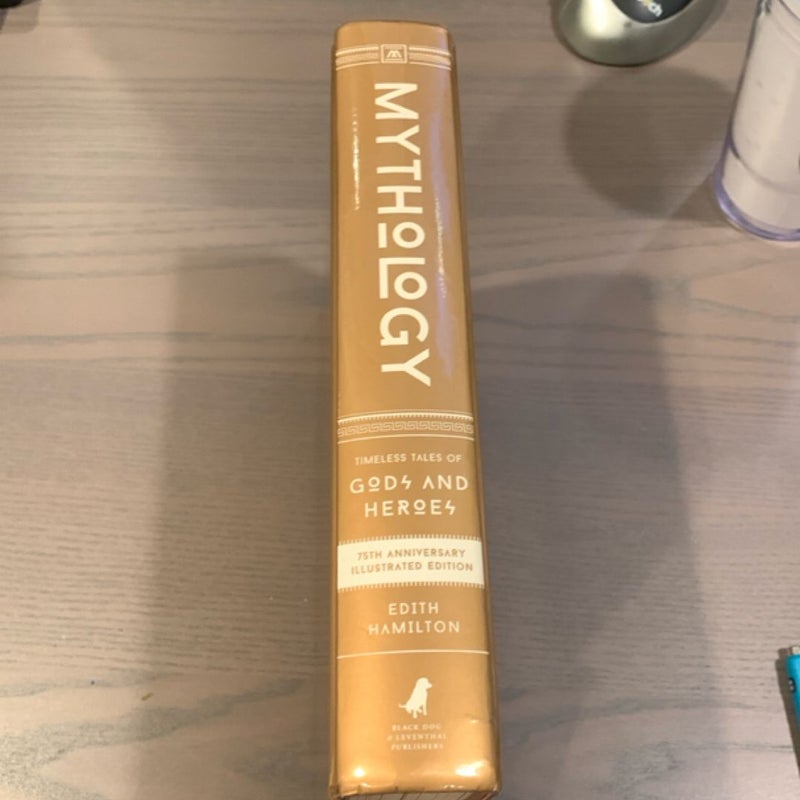 MYTHOLOGY
TIMELESS TALES OF
GODS AND
HEROES
75TH ANNIVERSARY
ILLUSTRATED EDITION
EDITH
HAMILTON
BLACK DOG
& LEVENTHAL
PUBLISHERS